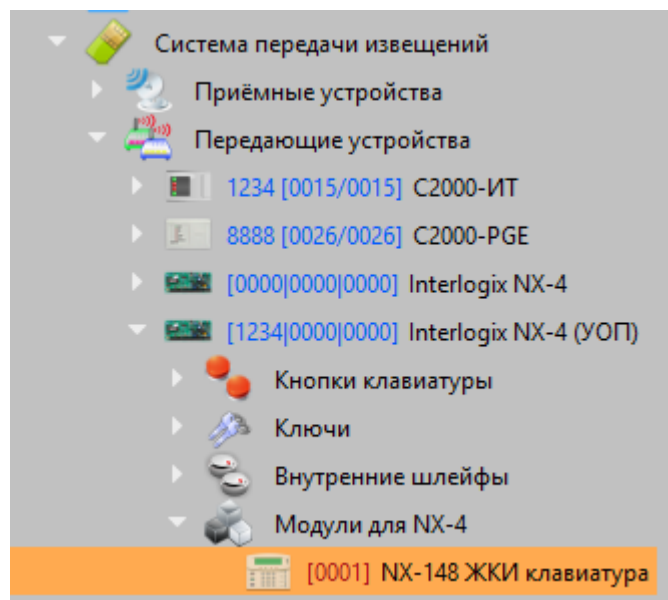 Система передачи извещений
Приёмные устройства
Передающие устройства
1234 [0015/0015] С2000-ИТ
8888 [0026/0026] С2000-PGE
[0000|0000|0000] Interlogix NX-4
[1234|0000|0000] Interlogix NX-4 (УОП)
Кнопки клавиатуры
Ключи
Внутренние шлейфы
Модули для NX-4
[0001] NX-148 ЖКИ клавиатура